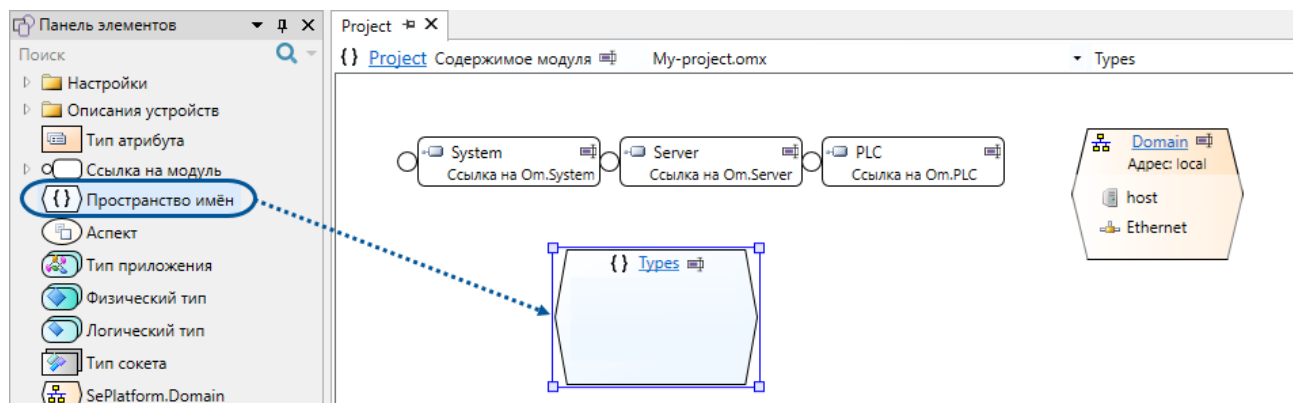 Панель элементов
Поиск
Настройки
Описания устройств
Тип атрибута
Ссылка на модуль
{ } Пространство имён
Аспект
Тип приложения
Физический тип
Логический тип
Тип сокета
SePlatform.Domain
Project
{ } Project Содержимое модуля My-project.omx Types
System
Ссылка на Om.System
Server
Ссылка на Om.Server
PLC
Ссылка на Om.PLC
Domain
Адрес: local
host
Ethernet
{ } Types